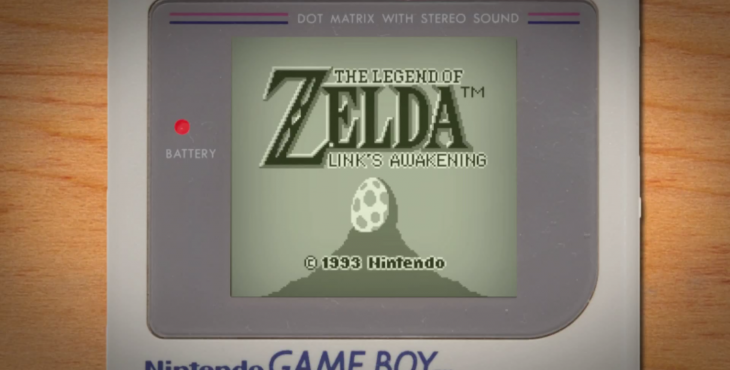 DOT MATRIX WITH STEREO SOUND
THE LEGEND OF
ZELDA™
LINK'S AWAKENING
BATTERY
© 1993 Nintendo
Nintendo GAME BOY